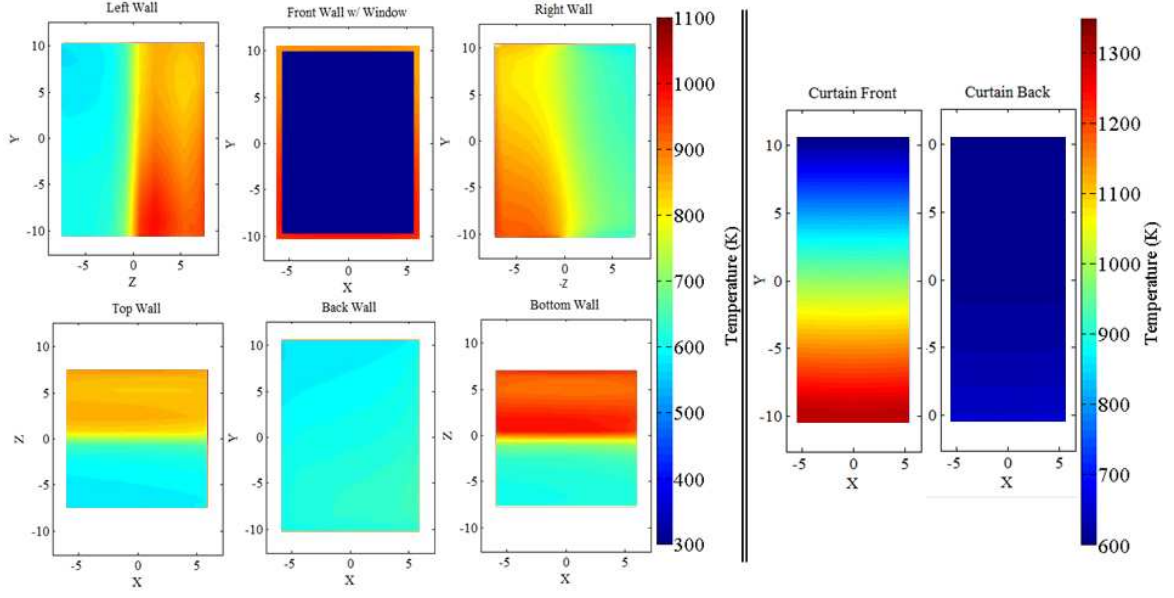 Left Wall
10
5
0
-5
-10
Y
-5 0 5
Z
Front Wall w/ Window
10
5
0
-5
-10
Y
-5 0 5
X
Right Wall
10
5
0
-5
-10
Y
-5 0 5
-Z
Top Wall
10
5
0
-5
-10
Z
-5 0 5
X
Back Wall
10
5
0
-5
-10
Y
-5 0 5
X
Bottom Wall
10
5
0
-5
-10
Z
-5 0 5
X
1100
1000
900
800
700
600
500
400
300
Temperature (K)
Curtain Front
10
5
0
-5
-10
Y
-5 0 5
X
Curtain Back
0
5
0
-5
0
-5 0 5
X
1300
1200
1100
1000
900
800
700
600
Temperature (K)